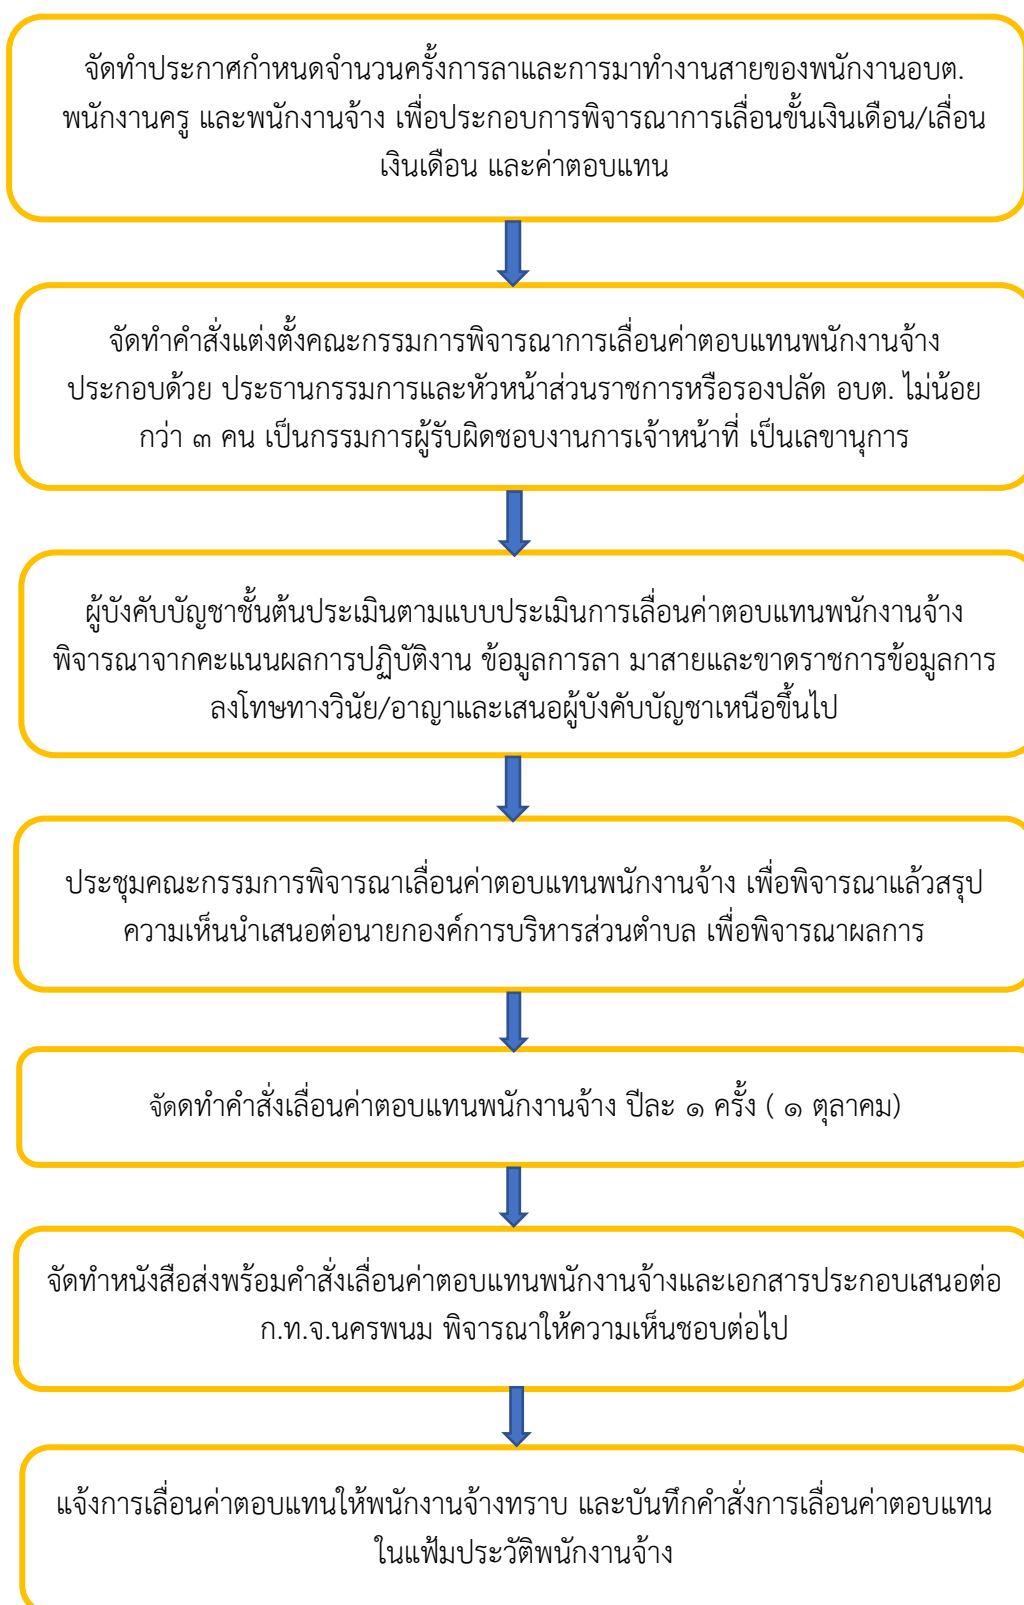 จัดทำประกาศกำหนดจำนวนครั้งการลาและการมาทำงานสายของพนักงานอบต.
พนักงานครู และพนักงานจ้าง เพื่อประกอบการพิจารณาการเลื่อนขั้นเงินเดือน/เลื่อน
เงินเดือน และค่าตอบแทน
จัดทำคำสั่งแต่งตั้งคณะกรรมการพิจารณาการเลื่อนค่าตอบแทนพนักงานจ้าง
ประกอบด้วย ประธานกรรมการและหัวหน้าส่วนราชการหรือรองปลัด อบต. ไม่น้อย
กว่า ๓ คน เป็นกรรมการผู้รับผิดชอบงานการเจ้าหน้าที่ เป็นเลขานุการ
ผู้บังคับบัญชาชั้นต้นประเมินตามแบบประเมินการเลื่อนค่าตอบแทนพนักงานจ้าง
พิจารณาจากคะแนนผลการปฏิบัติงาน ข้อมูลการลา มาสายและขาดราชการข้อมูลการ
ลงโทษทางวินัย/อาญาและเสนอผู้บังคับบัญชาเหนือขึ้นไป
ประชุมคณะกรรมการพิจารณาเลื่อนค่าตอบแทนพนักงานจ้าง เพื่อพิจารณาแล้วสรุป
ความเห็นนำเสนอต่อนายกองค์การบริหารส่วนตำบล เพื่อพิจารณาผลการ
จัดดทำคำสั่งเลื่อนค่าตอบแทนพนักงานจ้าง ปีละ ๑ ครั้ง ( ๑ ตุลาคม)
จัดทำหนังสือส่งพร้อมคำสั่งเลื่อนค่าตอบแทนพนักงานจ้างและเอกสารประกอบเสนอต่อ
ก.ท.จ.นครพนม พิจารณาให้ความเห็นชอบต่อไป
แจ้งการเลื่อนค่าตอบแทนให้พนักงานจ้างทราบ และบันทึกคำสั่งการเลื่อนค่าตอบแทน
ในแฟ้มประวัติพนักงานจ้าง